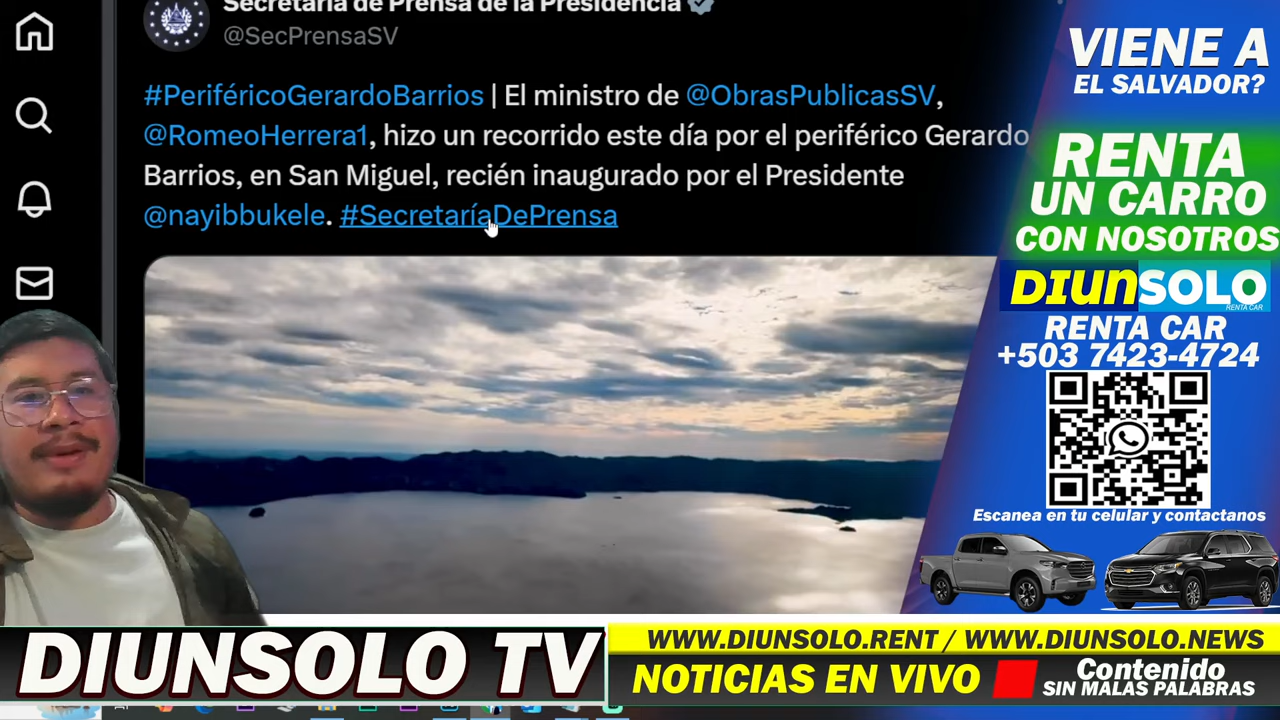 Secretaría de Prensa de la Presidencia
@SecPrensaSV
#PeriféricoGerardoBarrios | El ministro de @ObrasPublicasSV,
@RomeoHerrera1, hizo un recorrido este día por el periférico Gerardo
Barrios, en San Miguel, recién inaugurado por el Presidente
@nayibbukele. #SecretaríaDePrensa
VIENE A
EL SALVADOR?
RENTA
UN CARRO
CON NOSOTROS
DIUNSOLO
RENTA CAR
RENTA CAR
+503 7423-4724
Escanea en tu celular y contactanos
DIUNSOLO TV
WWW.DIUNSOLO.RENT / WWW.DIUNSOLO.NEWS
NOTICIAS EN VIVO
Contenido
SIN MALAS PALABRAS